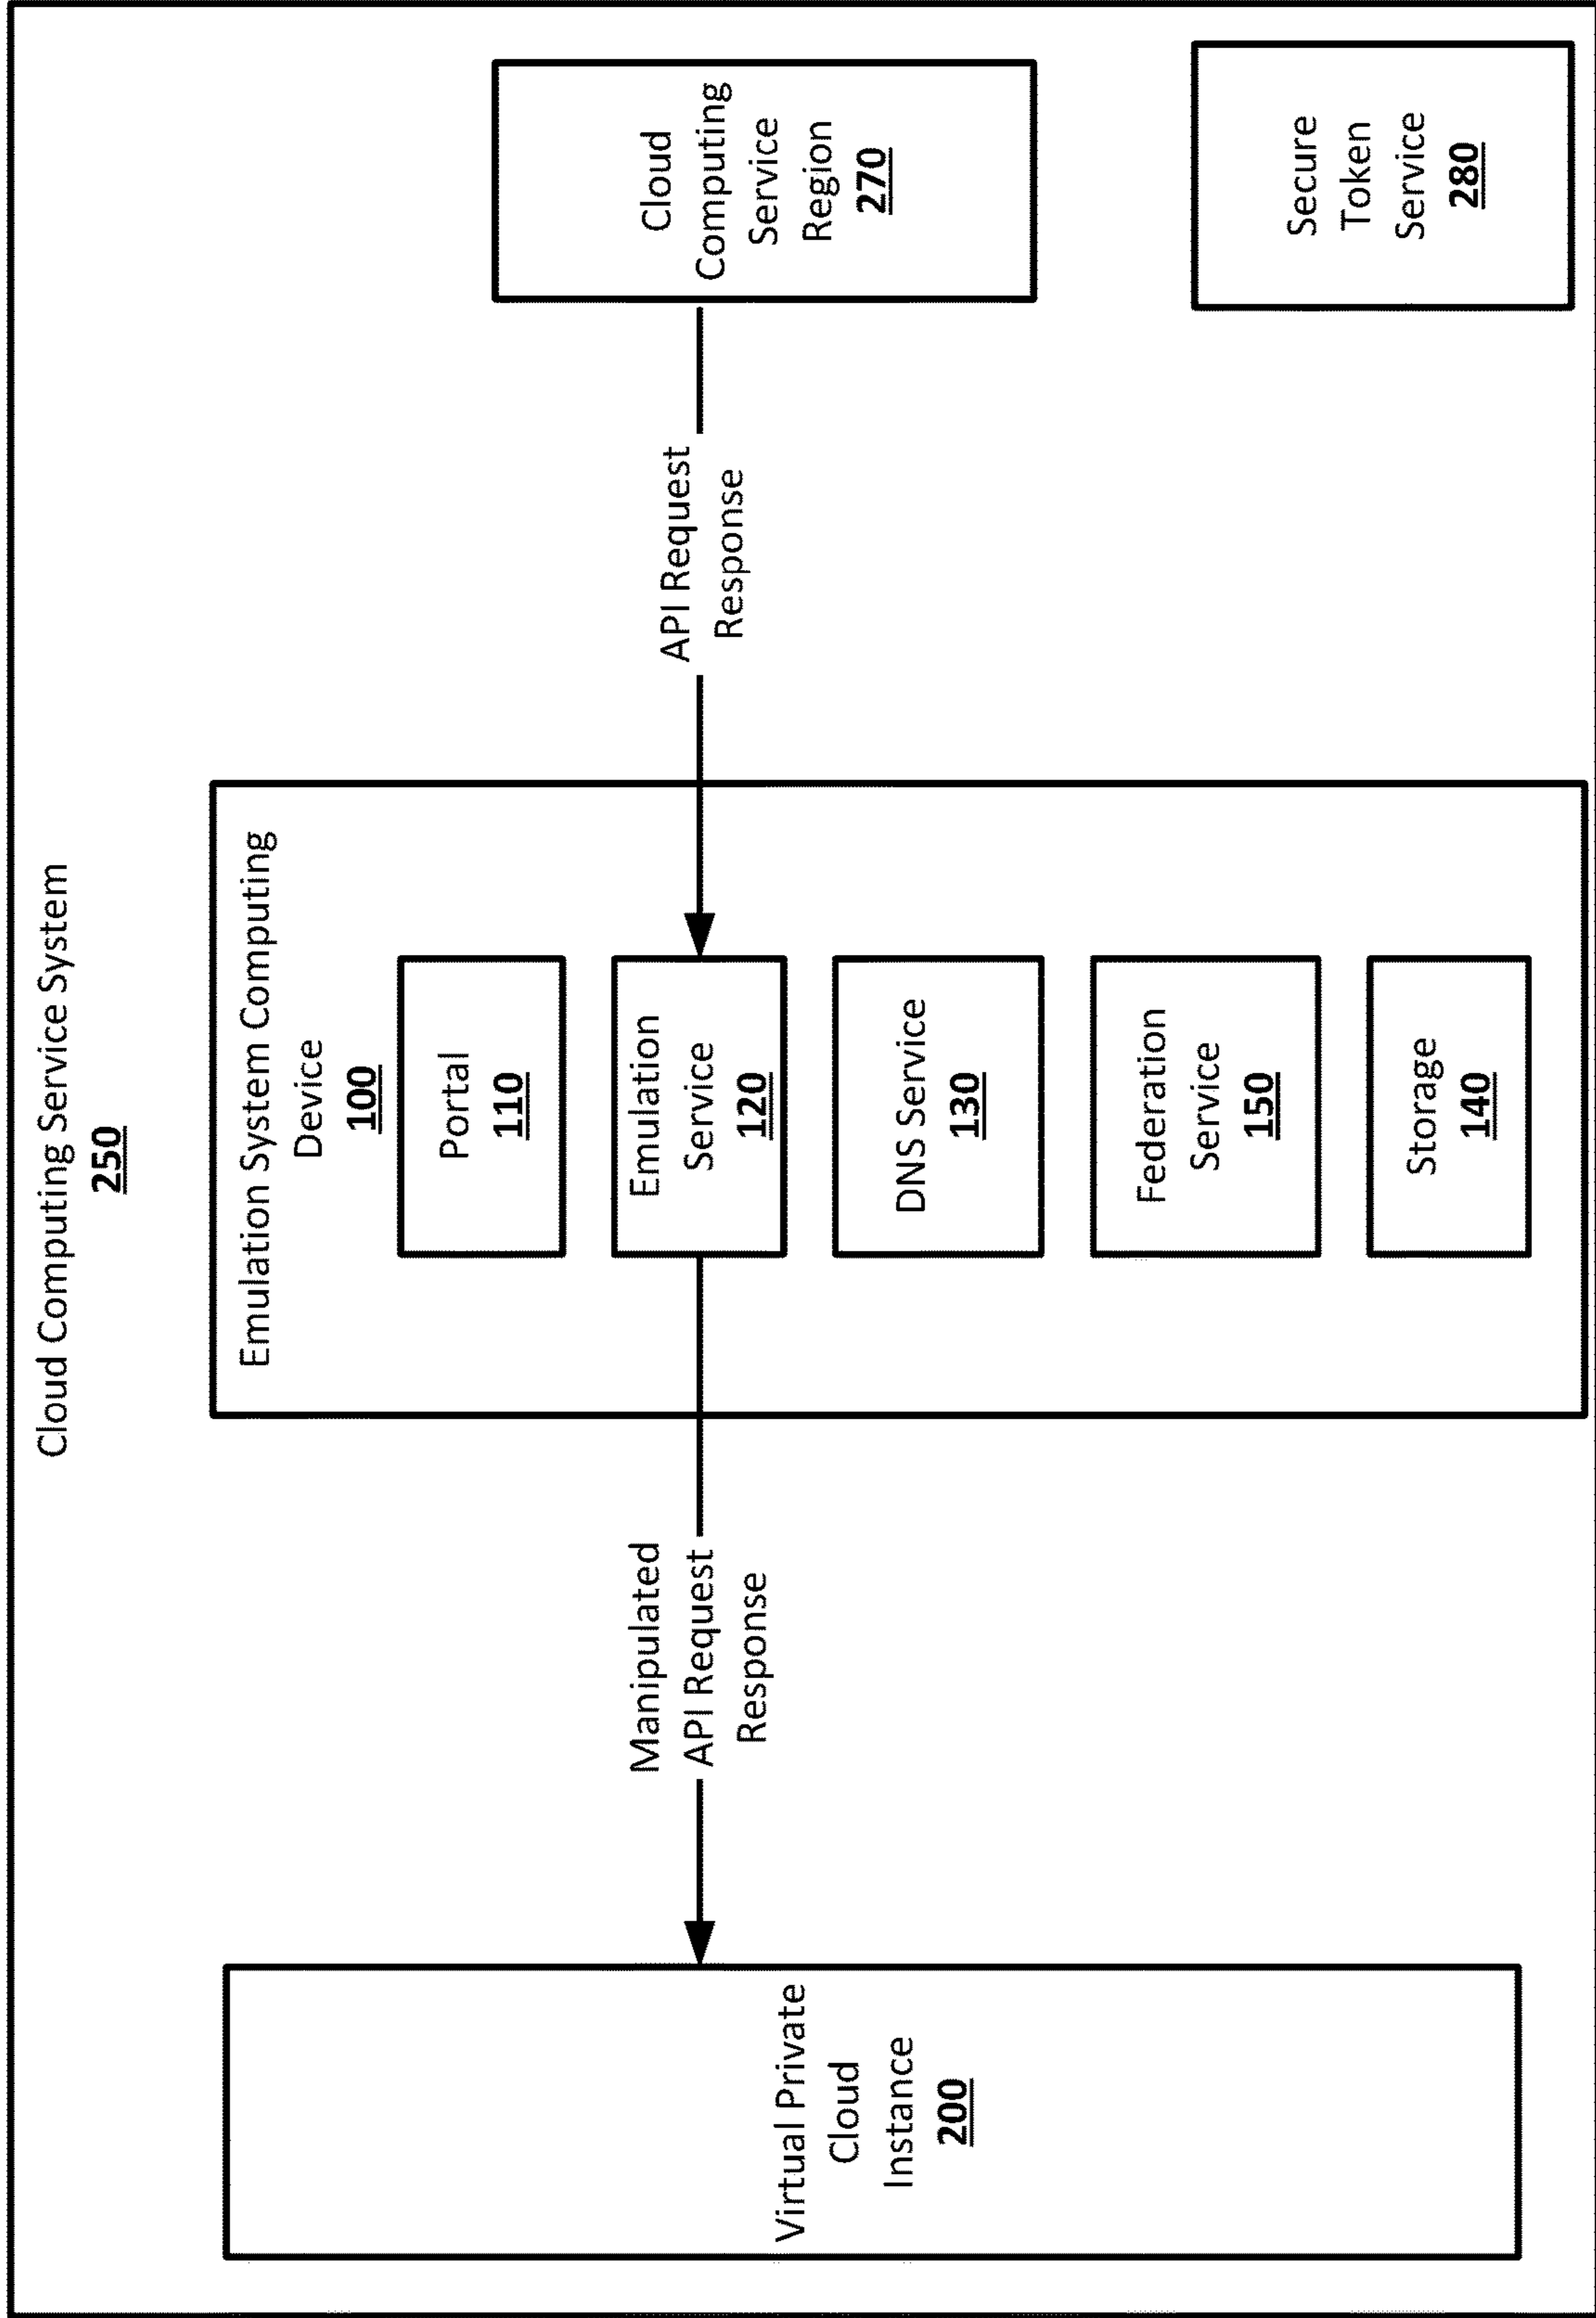 Cloud Computing Service System
250
Virtual Private
Cloud
Instance
200
Manipulated
API Request
Response
Emulation System Computing
Device
100
Portal
110
Emulation
Service
120
DNS Service
130
Federation
Service
150
Storage
140
API Request
Response
Cloud
Computing
Service
Region
270
Secure
Token
Service
280